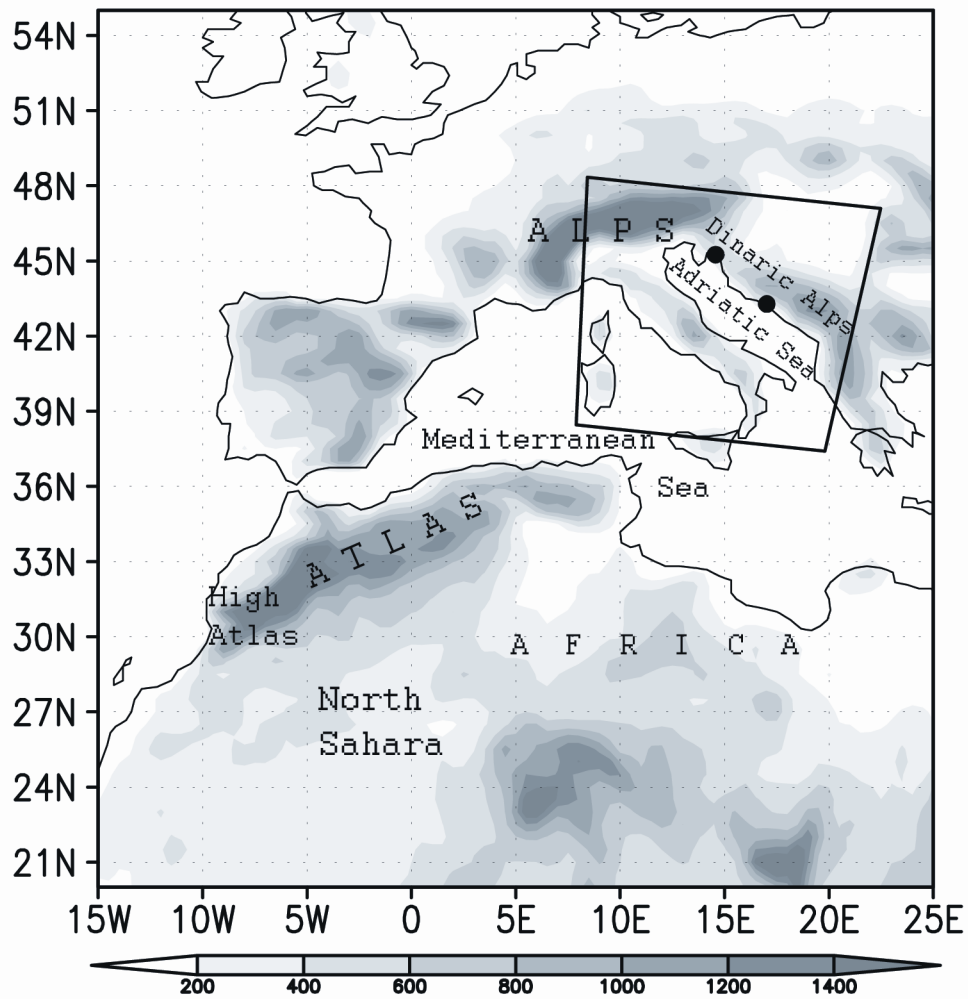 54N
51N
48N
45N
42N
39N
36N
33N
30N
27N
24N
21N
ALPS
Dinaric Alps
Adriatic Sea
Mediterranean
Sea
ATLAS
High
Atlas
AFRICA
North
Sahara
15W 10W 5W 0 5E 10E 15E 20E 25E
200 400 600 800 1000 1200 1400